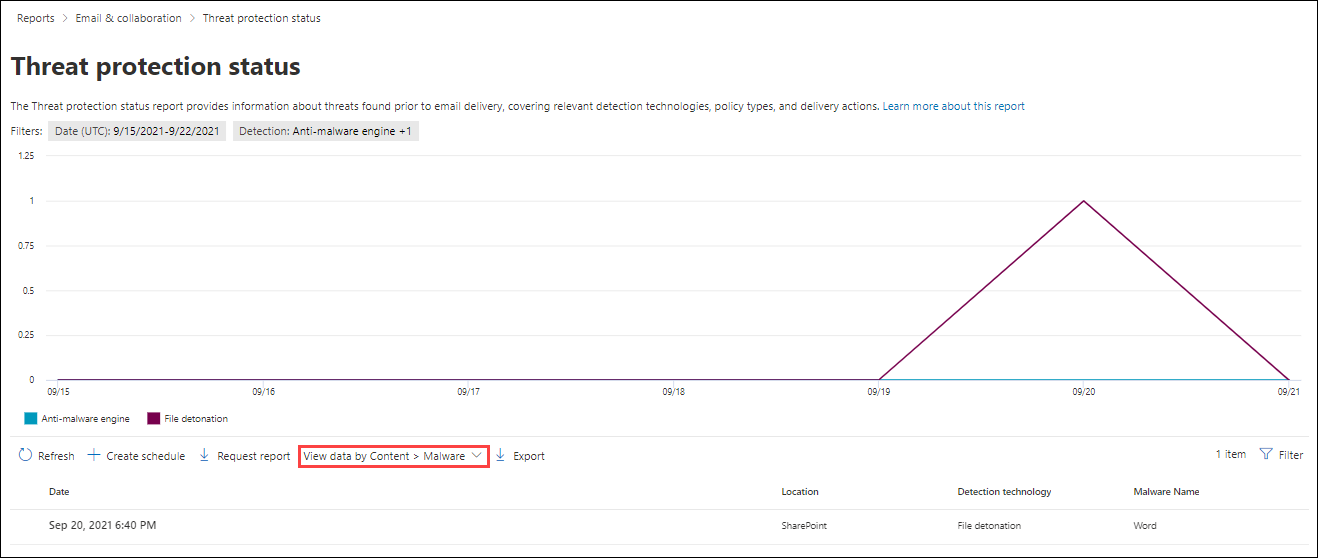 Reports > Email & collaboration > Threat protection status
Threat protection status
The Threat protection status report provides information about threats found prior to email delivery, covering relevant detection technologies, policy types, and delivery actions. Learn more about this report
Filters: Date (UTC): 9/15/2021-9/22/2021 Detection: Anti-malware engine +1
1.25
1
0.75
0.5
0.25
0
09/15 09/16 09/17 09/18 09/19 09/20 09/21
Anti-malware engine File detonation
Refresh Create schedule Request report View data by Content > Malware Export 1 item Filter
Date Location Detection technology Malware Name
Sep 20, 2021 6:40 PM SharePoint File detonation Word